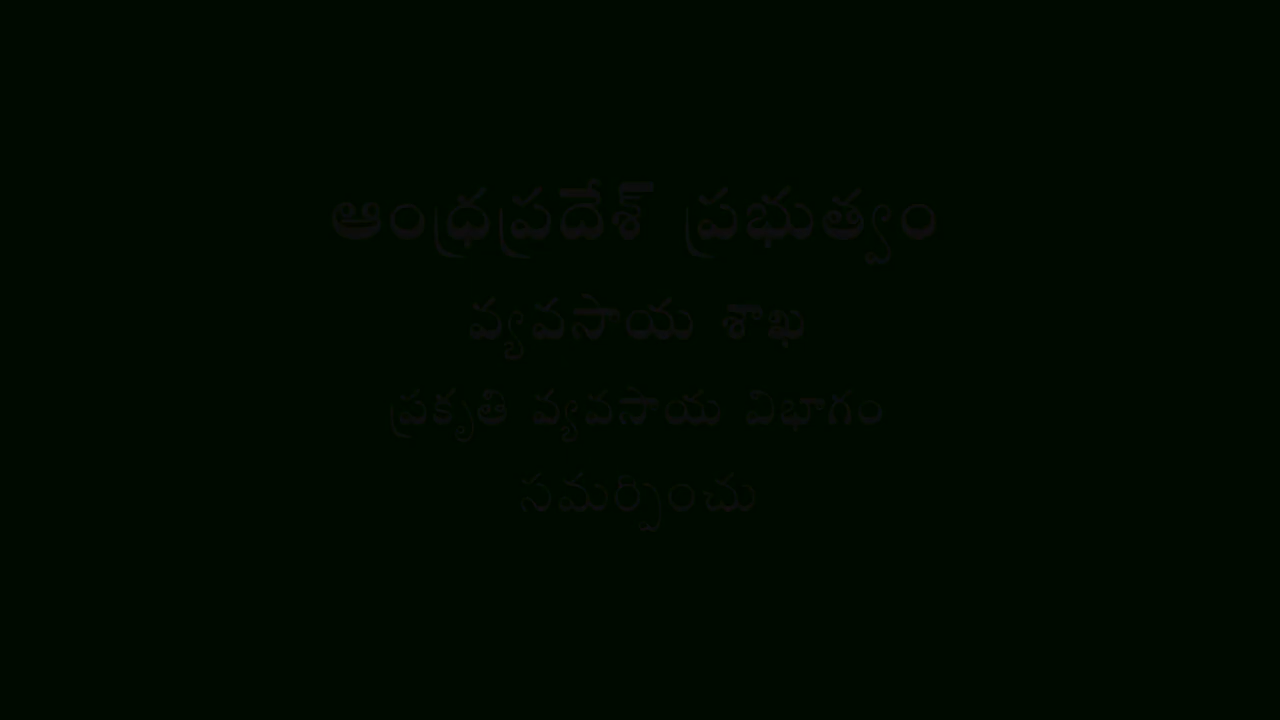 ఆంధ్రప్రదేశ్ ప్రభుత్వం
వ్యవసాయ శాఖ
ప్రకృతి వ్యవసాయ విభాగం
సమర్పించు